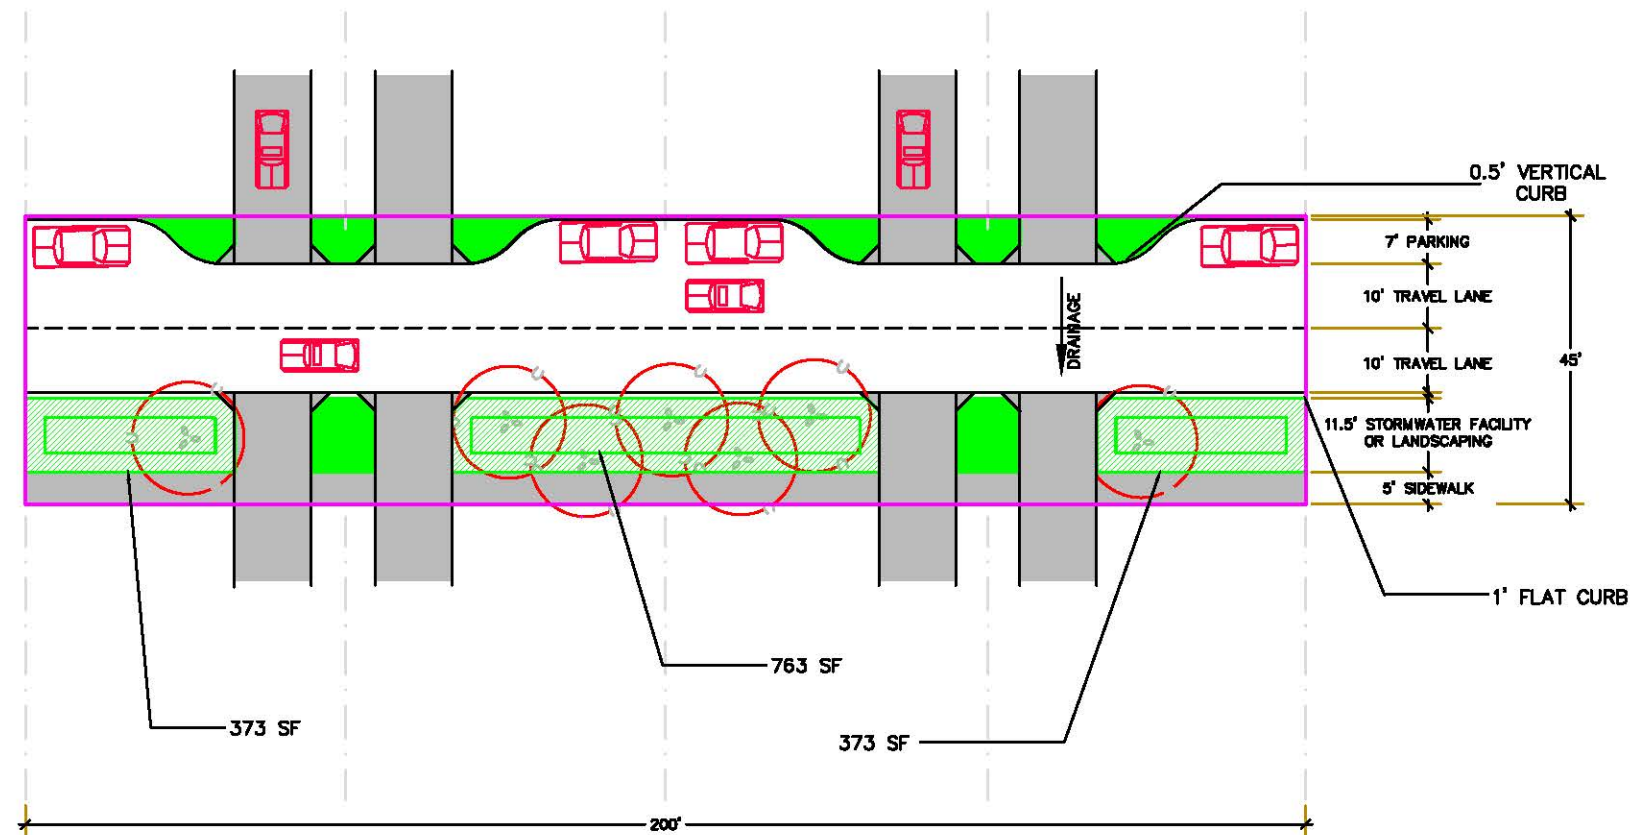 0.5' VERTICAL
CURB
7' PARKING
10' TRAVEL LANE
DRAINAGE
45'
10' TRAVEL LANE
11.5' STORMWATER FACILITY
OR LANDSCAPING
5' SIDEWALK
1' FLAT CURB
763 SF
373 SF
373 SF
200'